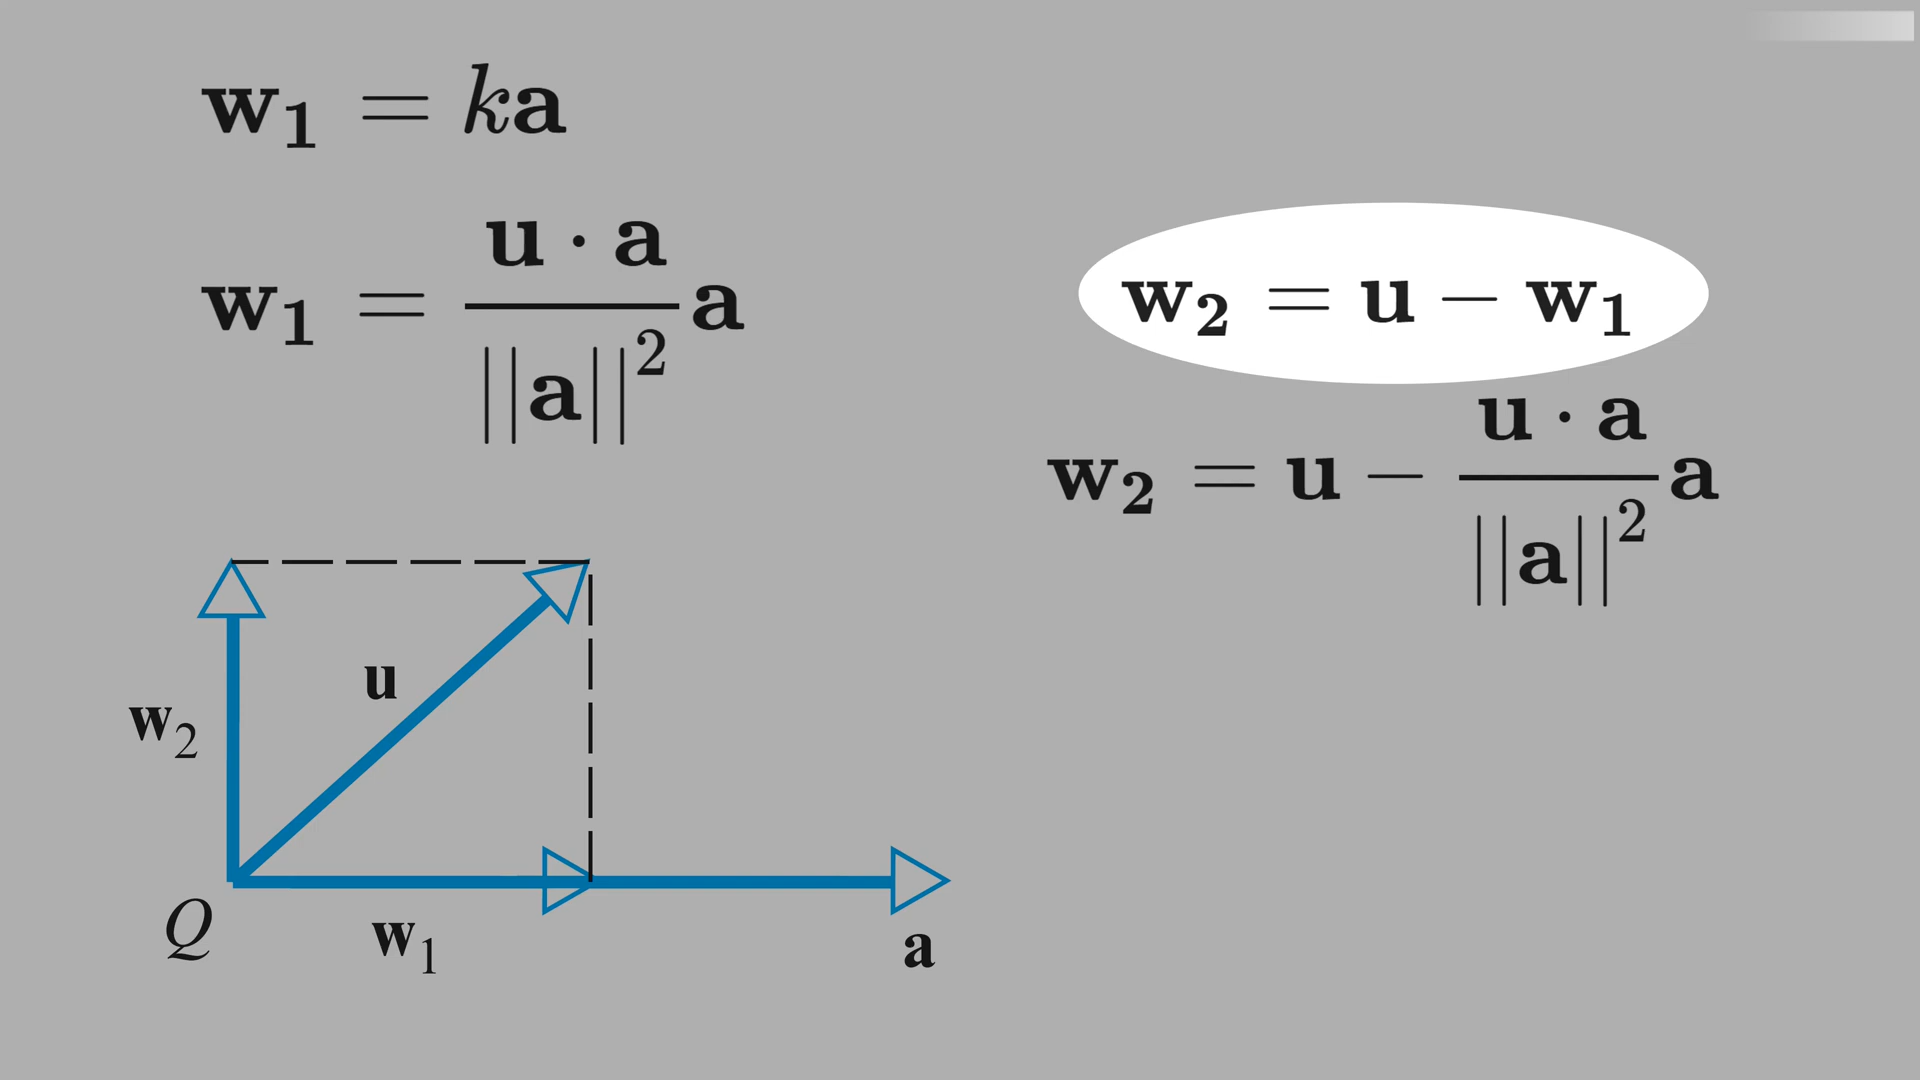 w₁ = ka
w₁ = u · a / ||a||² a
w₂ = u − w₁
w₂ = u − u · a / ||a||² a
u
w₂
Q
w₁
a